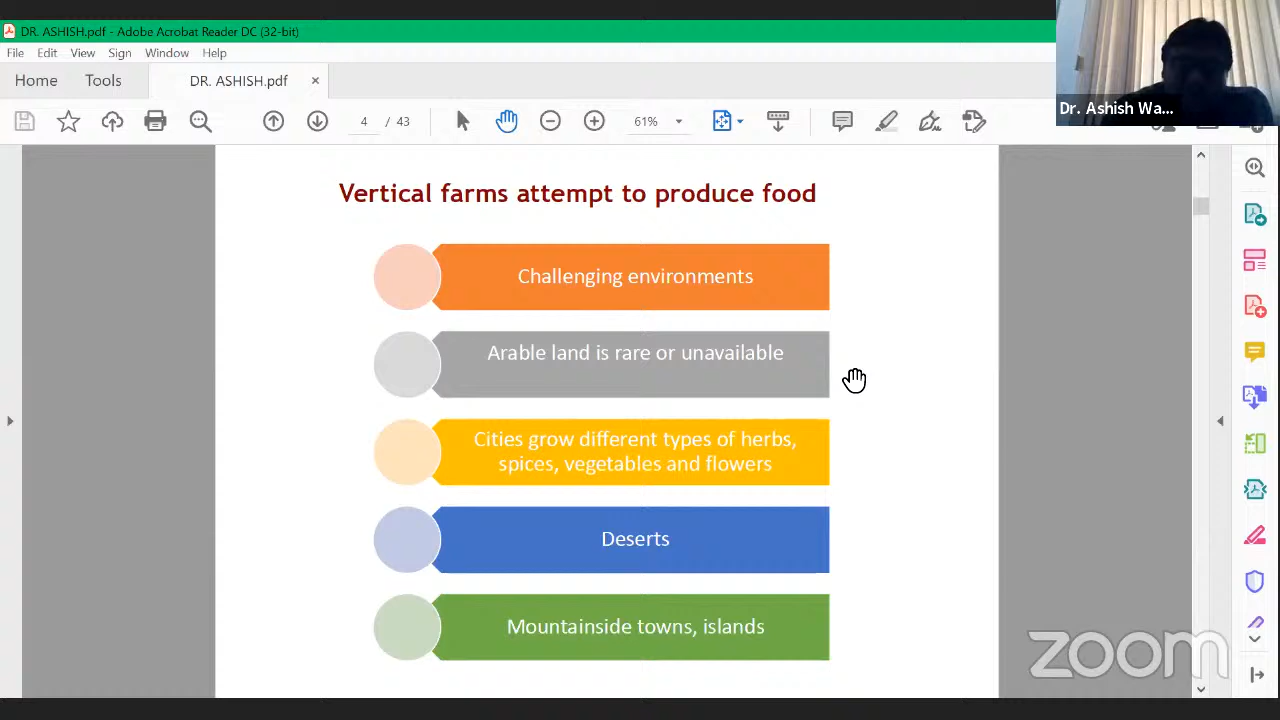 DR. ASHISH.pdf - Adobe Acrobat Reader DC (32-bit)
File Edit View Sign Window Help
Home Tools DR. ASHISH.pdf ×
4 / 43 61%
Dr. Ashish Wa...
Vertical farms attempt to produce food
Challenging environments
Arable land is rare or unavailable
Cities grow different types of herbs,
spices, vegetables and flowers
Deserts
Mountainside towns, islands
zoom